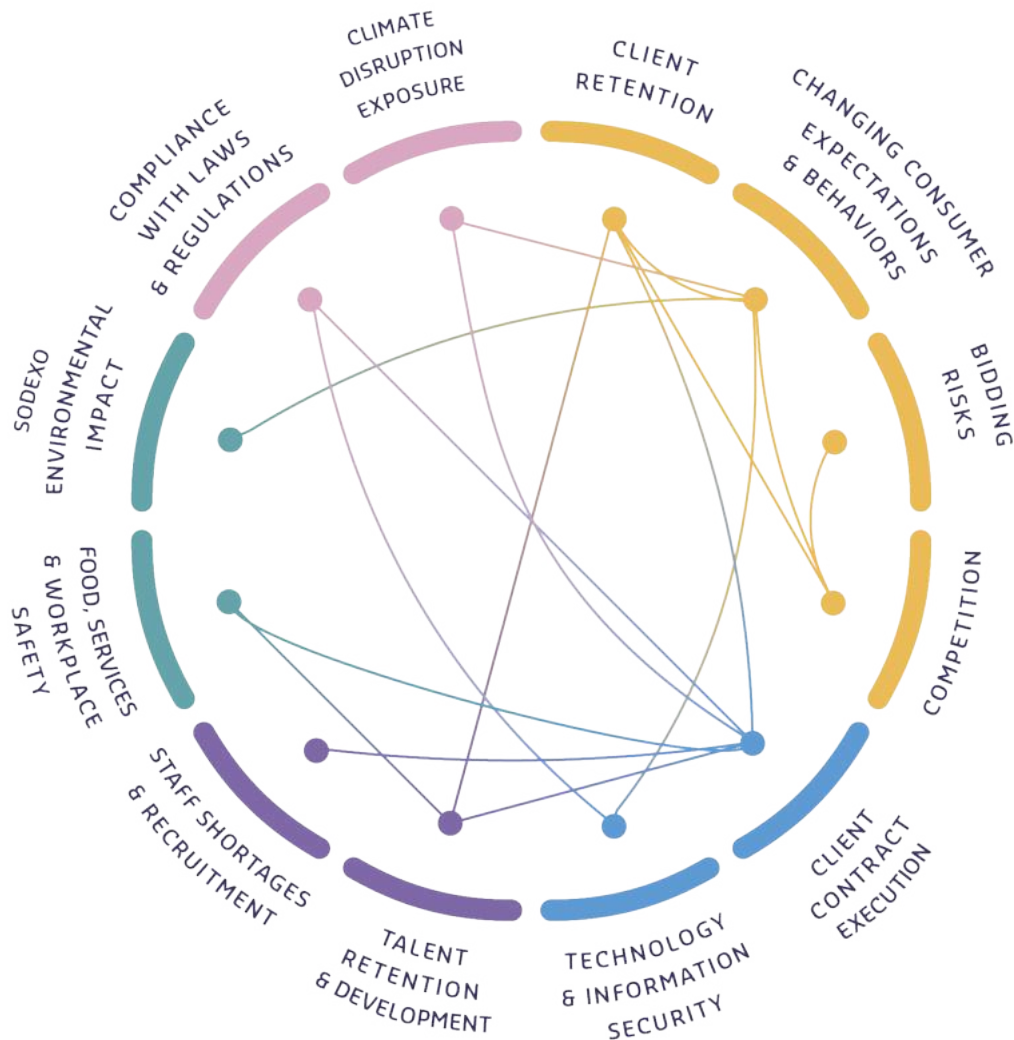 CLIMATE
DISRUPTION
EXPOSURE
CLIENT
RETENTION
CHANGING CONSUMER
EXPECTATIONS
& BEHAVIORS
BIDDING
RISKS
COMPETITION
CLIENT
CONTRACT
EXECUTION
TECHNOLOGY
& INFORMATION
SECURITY
TALENT
RETENTION
& DEVELOPMENT
STAFF SHORTAGES
& RECRUITMENT
FOOD, SERVICES
& WORKPLACE
SAFETY
SODEXO
ENVIRONMENTAL
IMPACT
COMPLIANCE
WITH LAWS
& REGULATIONS